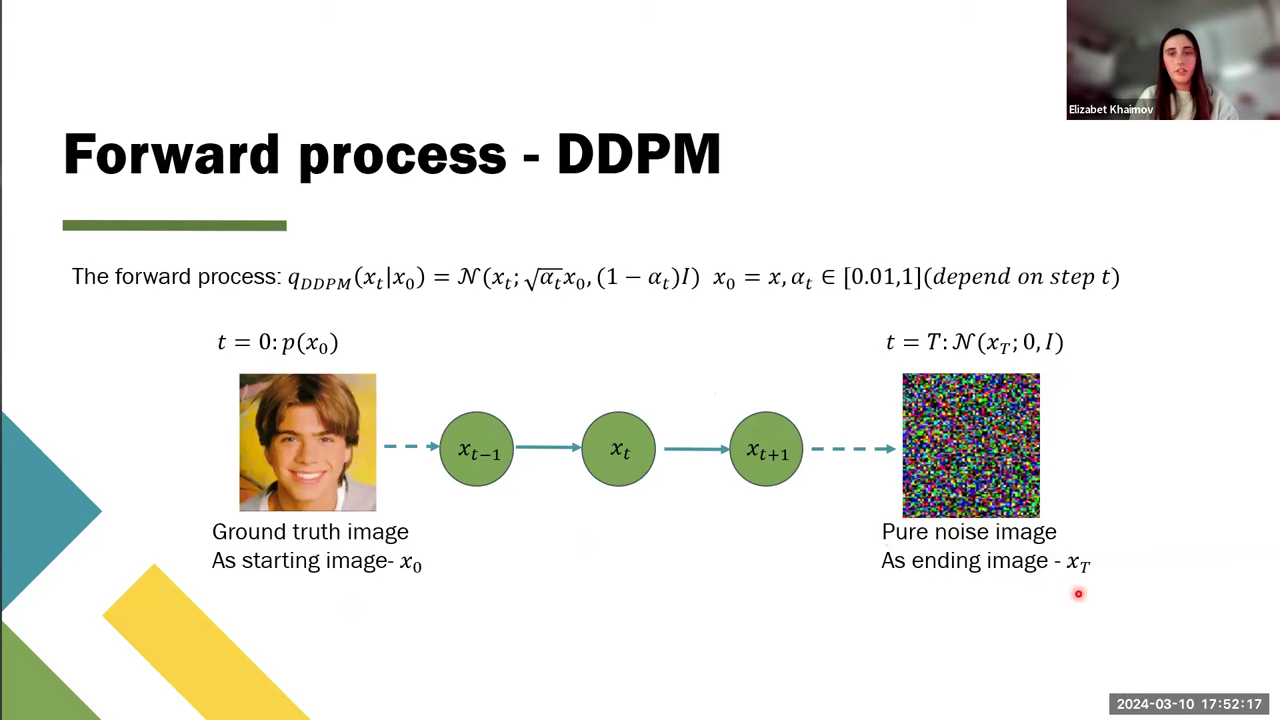 Elizabet Khaimov
Forward process - DDPM
The forward process: q_{DDPM}(x_t|x_0) = 𝒩(x_t; √α_t x_0, (1 − α_t)I) x_0 = x, α_t ∈ [0.01,1](depend on step t)
t = 0: p(x_0)
t = T: 𝒩(x_T; 0, I)
x_{t−1}
x_t
x_{t+1}
Ground truth image
As starting image- x_0
Pure noise image
As ending image - x_T
2024-03-10 17:52:17